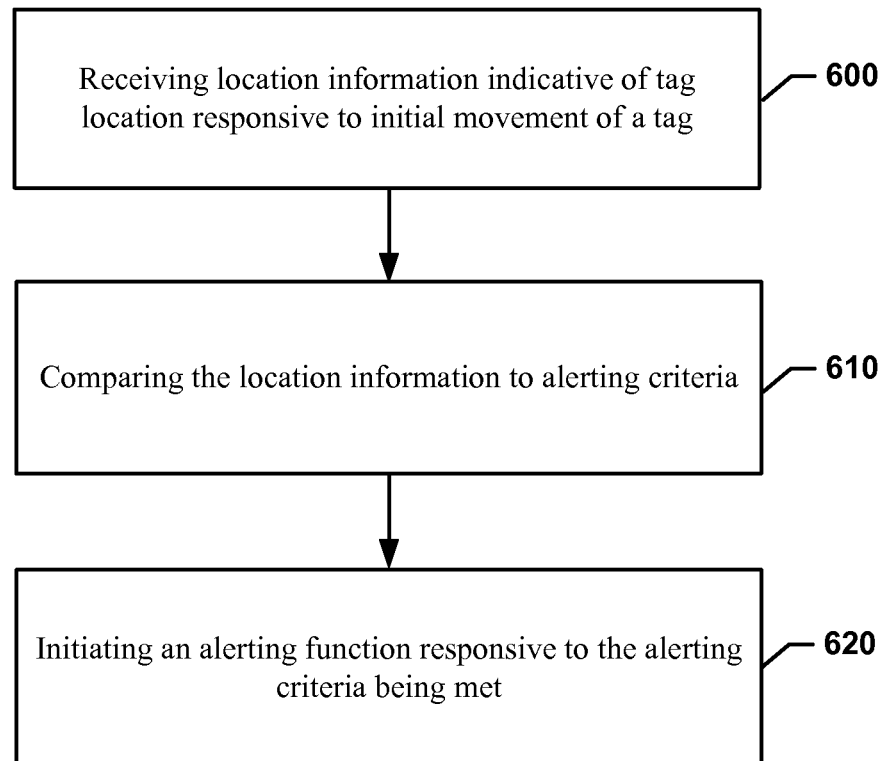 Receiving location information indicative of tag
location responsive to initial movement of a tag
600
Comparing the location information to alerting criteria
610
Initiating an alerting function responsive to the alerting
criteria being met
620